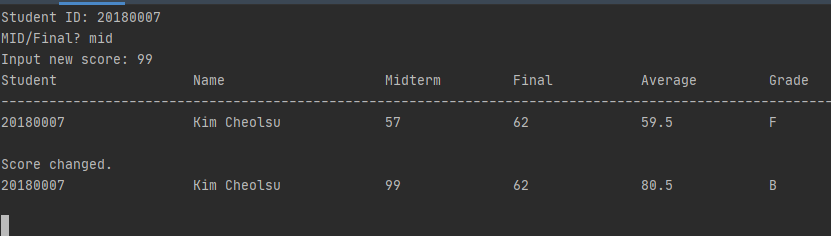 Student ID: 20180007
MID/Final? mid
Input new score: 99
Student Name Midterm Final Average Grade
--------------------------------------------------------------------------------------------------------
20180007 Kim Cheolsu 57 62 59.5 F
Score changed.
20180007 Kim Cheolsu 99 62 80.5 B